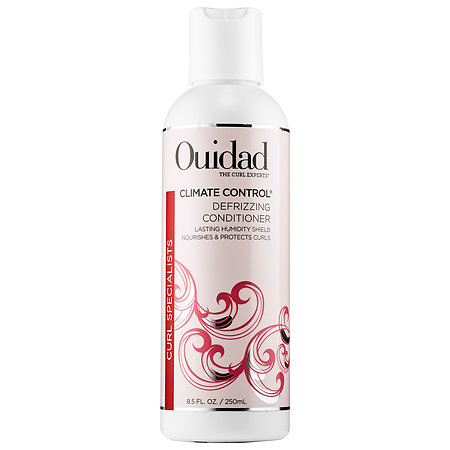 Ouidad
THE CURL EXPERTS®
CLIMATE CONTROL®
DEFRIZZING
CONDITIONER
LASTING HUMIDITY SHIELD
NOURISHES & PROTECTS CURLS
CURL SPECIALISTS
8.5 FL. OZ. / 250mL